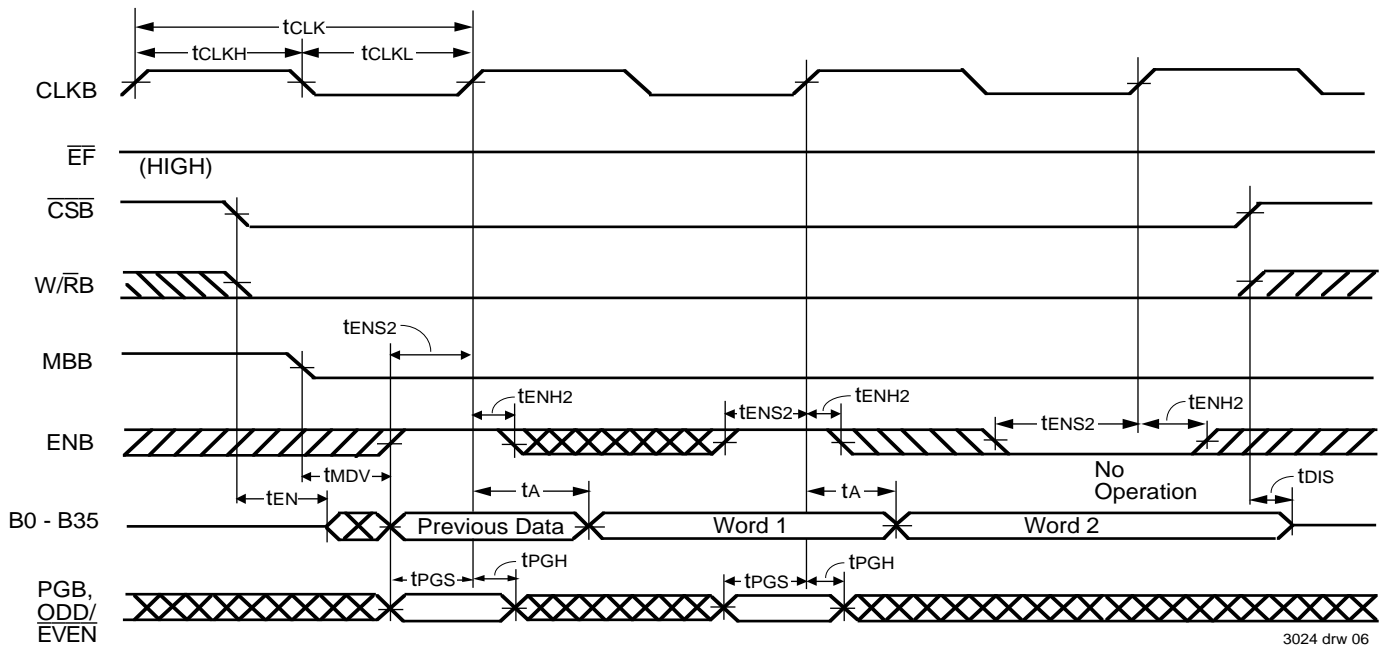 tCLK
tCLKH
tCLKL
CLKB
EF
(HIGH)
CSB
W/RB
tENS2
MBB
tENH2
tENS2
tENH2
tENS2
tENH2
ENB
tMDV
No
Operation
tEN
tA
tA
tDIS
B0 - B35
Previous Data
Word 1
Word 2
tPGS
tPGH
tPGS
tPGH
PGB,
ODD/
EVEN
3024 drw 06